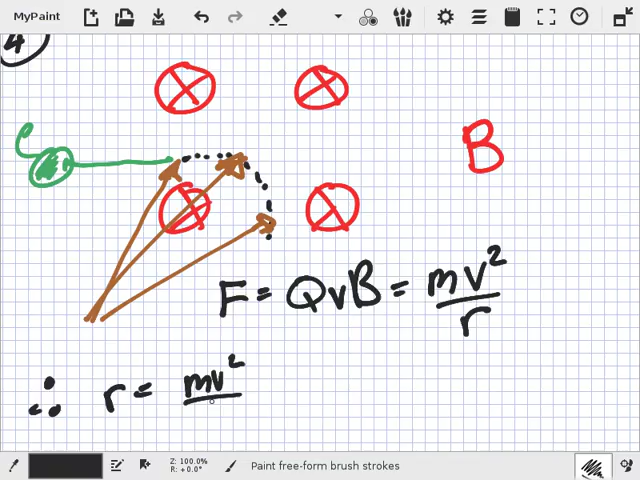 MyPaint
4
e
B
F = QvB = mv²/r
∴ r = mv²
Z: 100.0%
R: +0.0°
Paint free-form brush strokes